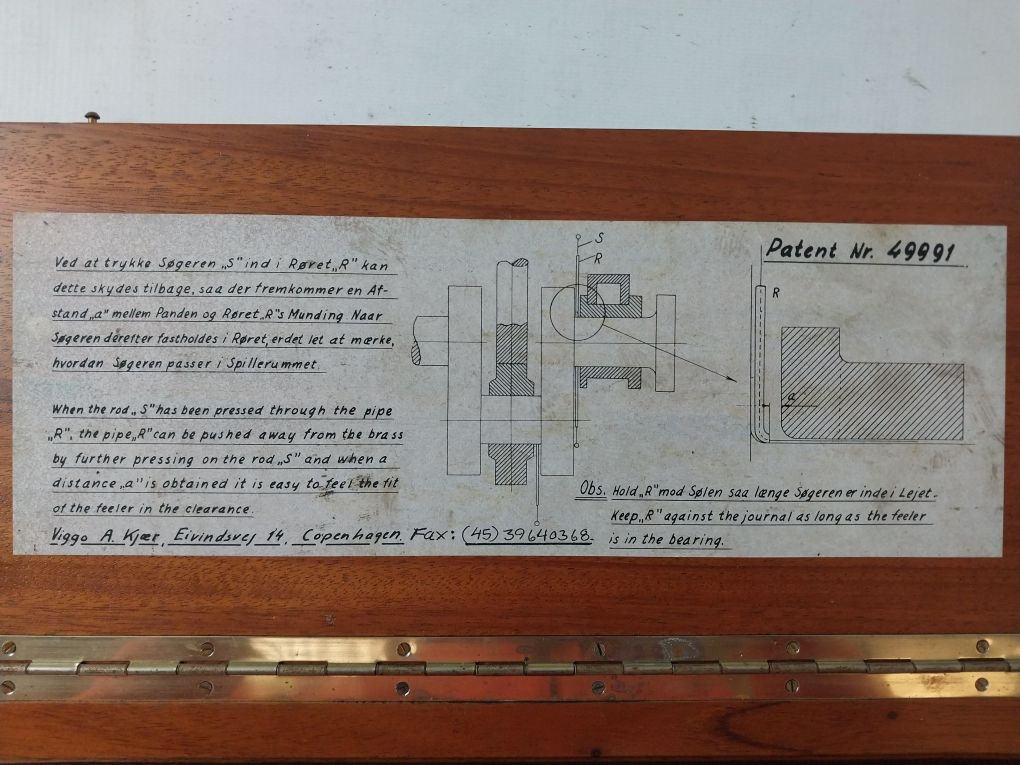 Ved at trykke Søgeren „S" ind i Røret „R" kan
dette skydes tilbage, saa der fremkommer en Af-
stand „a" mellem Panden og Røret „R"s Munding Naar
Søgeren derefter fastholdes i Røret, er det let at mærke,
hvordan Søgeren passer i Spillerummet.
When the rod „S" has been pressed through the pipe
„R", the pipe „R" can be pushed away from the brass
by further pressing on the rod „S" and when a
distance „a" is obtained it is easy to feel the fit
of the feeler in the clearance.
Viggo A. Kjær, Eivindsvej 14, Copenhagen. Fax: (45) 39640368.
S
R
Patent Nr. 49991
R
a
Obs. Hold „R" mod Sølen saa længe Søgeren er inde i Lejet.
Keep „R" against the journal as long as the feeler
is in the bearing.